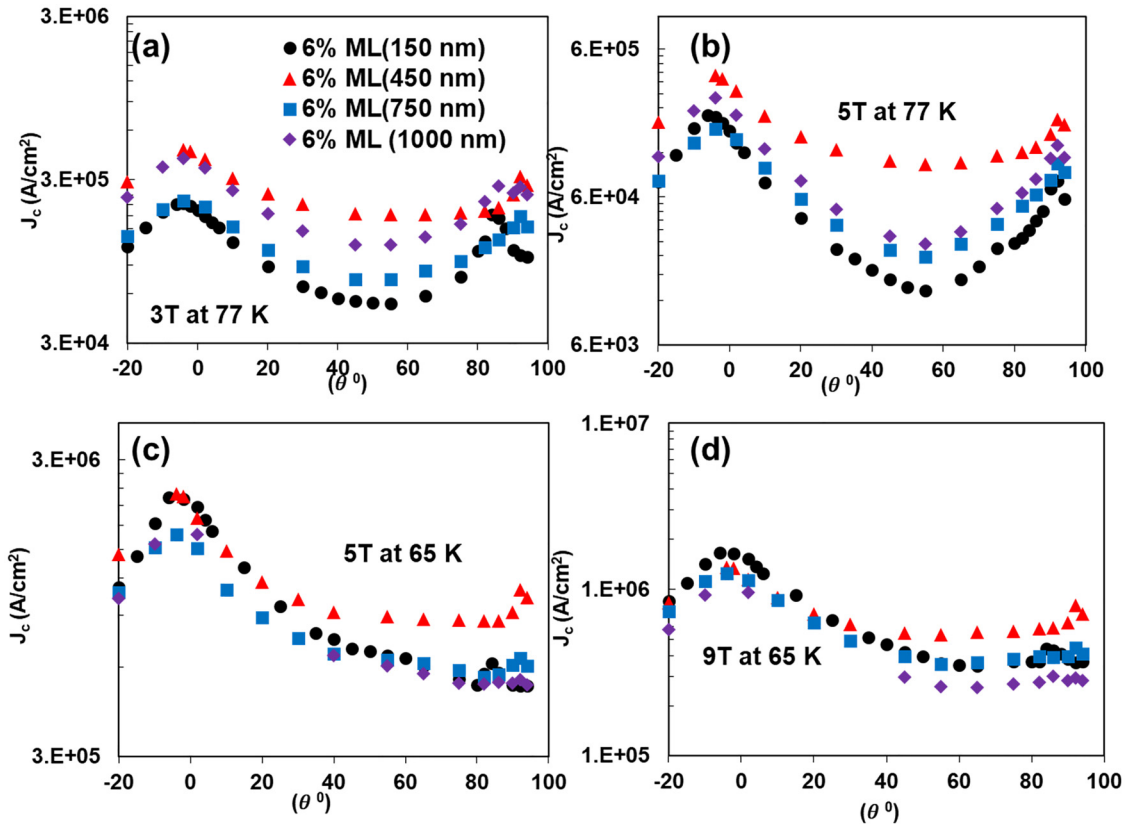 (a)
3.E+06
3.E+05
3.E+04
J_c (A/cm2)
6% ML(150 nm)
6% ML(450 nm)
6% ML(750 nm)
6% ML (1000 nm)
3T at 77 K
-20 0 20 40 60 80 100
(θ ⁰)
(b)
6.E+05
6.E+04
6.E+03
J_c (A/cm²)
5T at 77 K
-20 0 20 40 60 80 100
(θ ⁰)
(c)
3.E+06
3.E+05
J_c (A/cm²)
5T at 65 K
-20 0 20 40 60 80 100
(θ ⁰)
(d)
1.E+07
1.E+06
1.E+05
J_c (A/cm²)
9T at 65 K
-20 0 20 40 60 80 100
(θ ⁰)